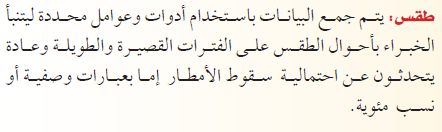 طقس: يتم جمع البيانات باستخدام أدوات وعوامل محددة ليتنبأ
الخبراء بأحوال الطقس على الفترات القصيرة والطويلة وعادة
يتحدثون عن احتمالية سقوط الأمطار إما بعبارات وصفية أو
نسب مئوية.